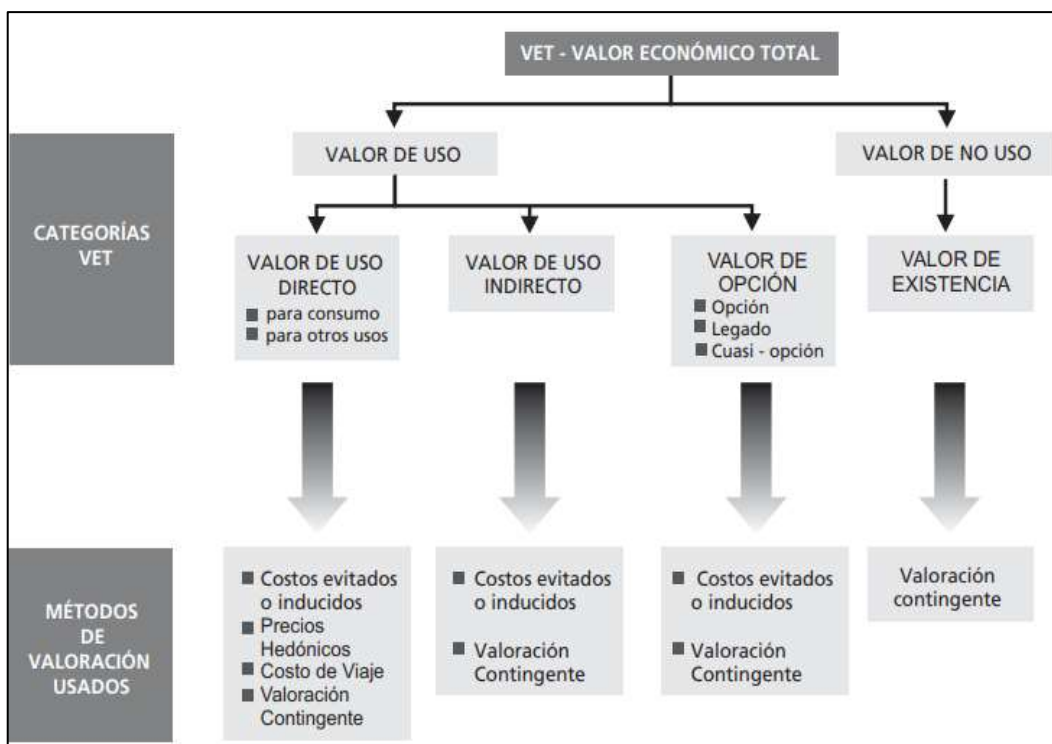 VET - VALOR ECONÓMICO TOTAL
VALOR DE USO
VALOR DE NO USO
CATEGORÍAS
VET
VALOR DE USO
DIRECTO
para consumo
para otros usos
VALOR DE USO
INDIRECTO
VALOR DE
OPCIÓN
Opción
Legado
Cuasi - opción
VALOR DE
EXISTENCIA
MÉTODOS
DE
VALORACIÓN
USADOS
Costos evitados
o inducidos
Precios
Hedónicos
Costo de Viaje
Valoración
Contingente
Costos evitados
o inducidos
Valoración
Contingente
Costos evitados
o inducidos
Valoración
Contingente
Valoración
contingente